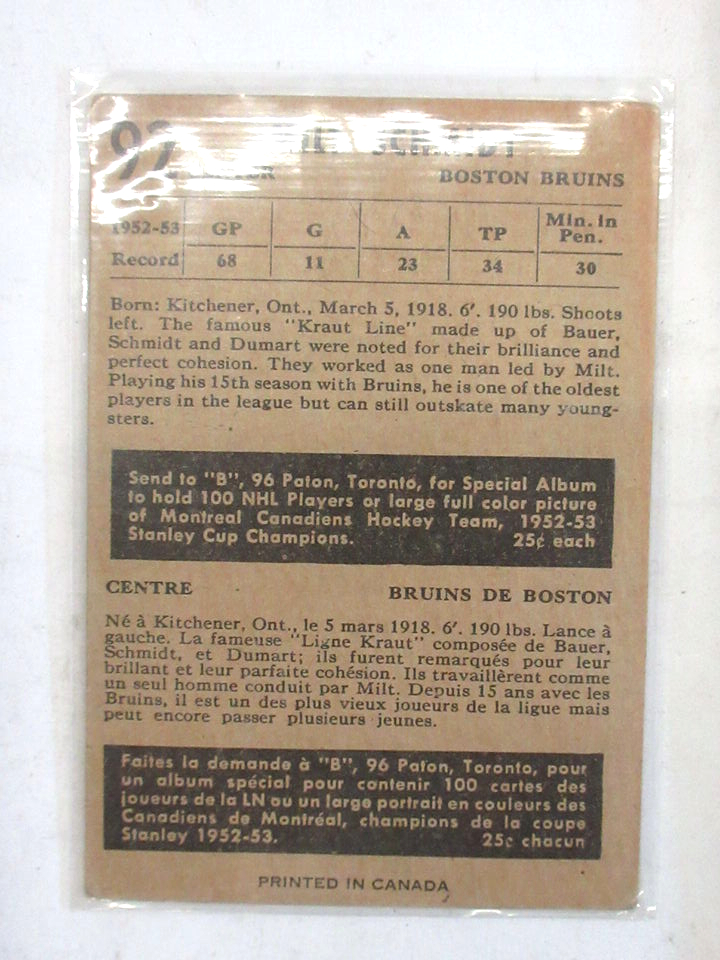 92 SCHMIDT
BOSTON BRUINS
1952-53 GP G A TP Min. in Pen.
Record 68 11 23 34 30
Born: Kitchener, Ont., March 5, 1918. 6'. 190 lbs. Shoots
left. The famous "Kraut Line" made up of Bauer,
Schmidt and Dumart were noted for their brilliance and
perfect cohesion. They worked as one man led by Milt.
Playing his 15th season with Bruins, he is one of the oldest
players in the league but can still outskate many young-
sters.
Send to "B", 96 Paton, Toronto, for Special Album
to hold 100 NHL Players or large full color picture
of Montreal Canadiens Hockey Team, 1952-53
Stanley Cup Champions. 25¢ each
CENTRE BRUINS DE BOSTON
Né à Kitchener, Ont., le 5 mars 1918. 6'. 190 lbs. Lance à
gauche. La fameuse "Ligne Kraut" composée de Bauer,
Schmidt, et Dumart; ils furent remarqués pour leur
brillant et leur parfaite cohésion. Ils travaillèrent comme
un seul homme conduit par Milt. Depuis 15 ans avec les
Bruins, il est un des plus vieux joueurs de la ligue mais
peut encore passer plusieurs jeunes.
Faites la demande à "B", 96 Paton, Toronto, pour
un album spécial pour contenir 100 cartes des
joueurs de la LN ou un large portrait en couleurs des
Canadiens de Montréal, champions de la coupe
Stanley 1952-53. 25¢ chacun
PRINTED IN CANADA